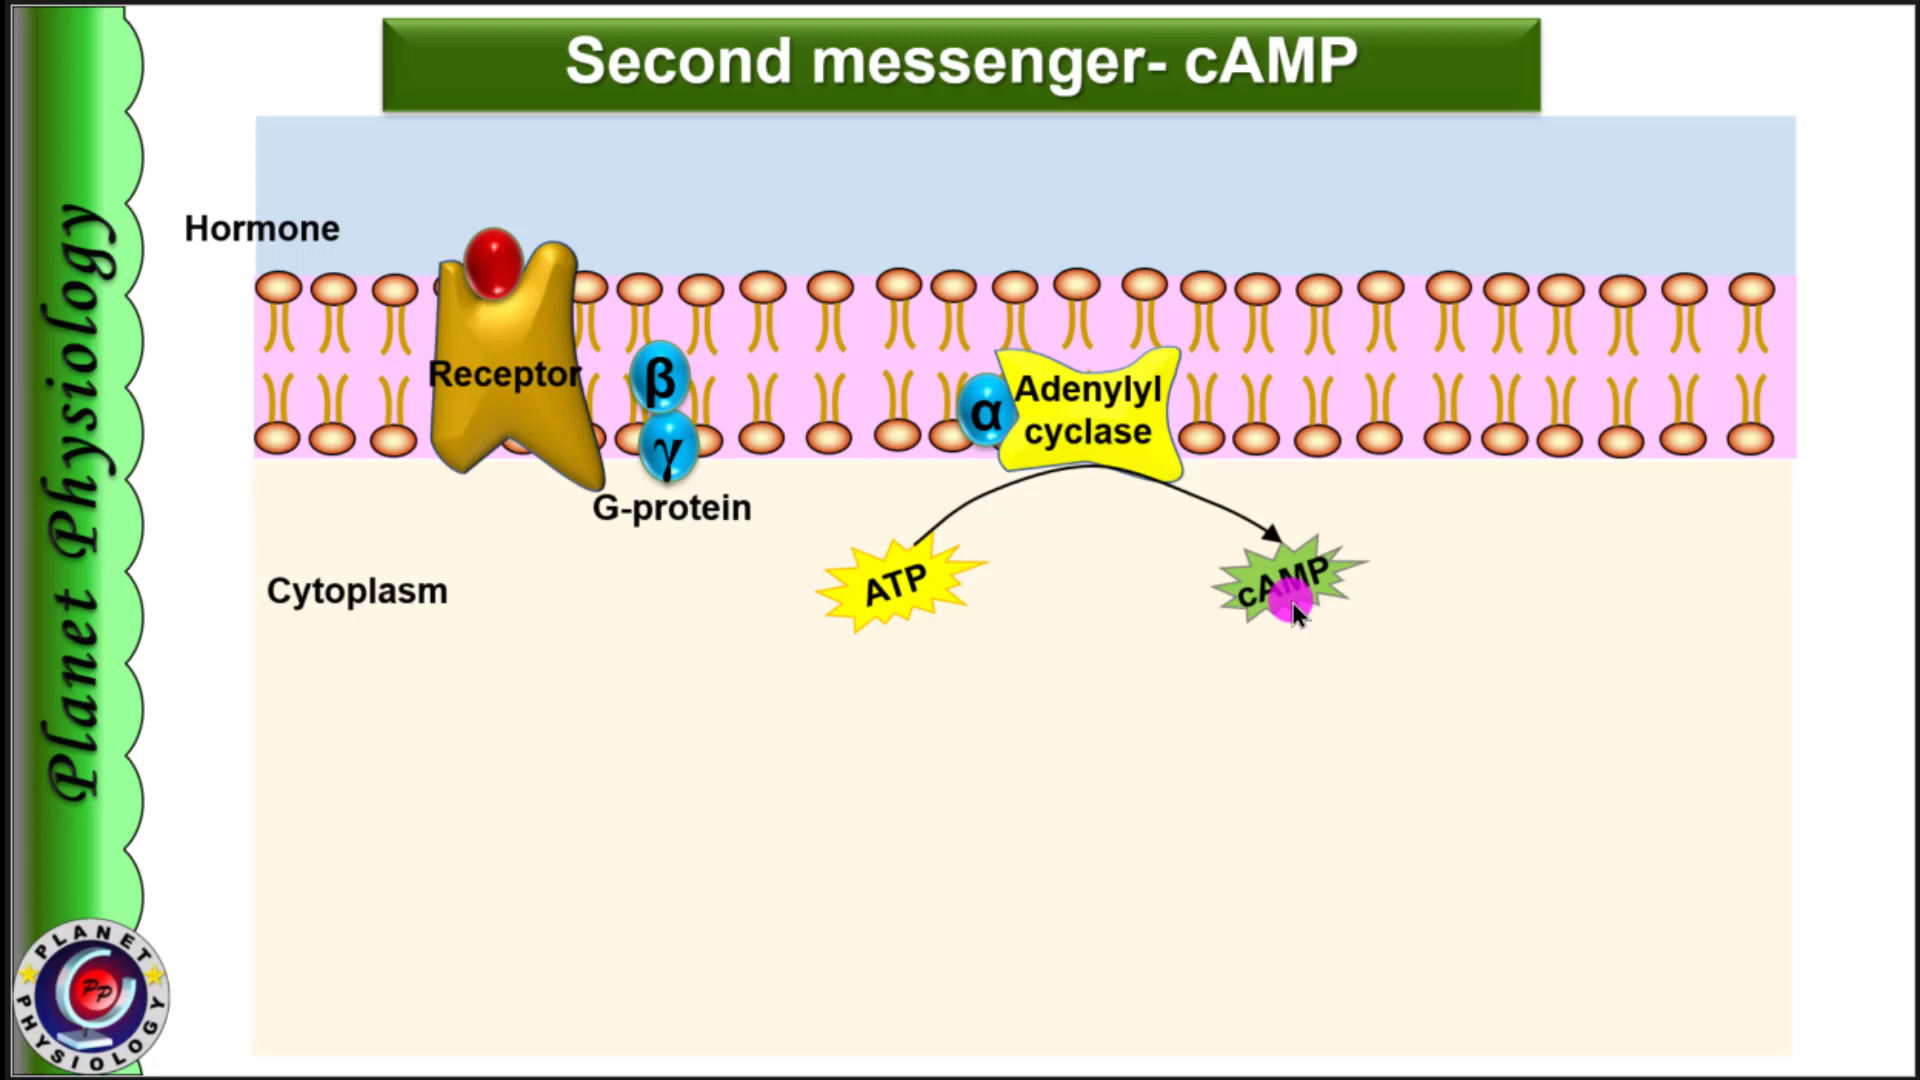 Second messenger- cAMP
Hormone
Receptor
β
γ
G-protein
α
Adenylyl
cyclase
ATP
cAMP
Cytoplasm
Planet Physiology
PLANET
PHYSIOLOGY
PP